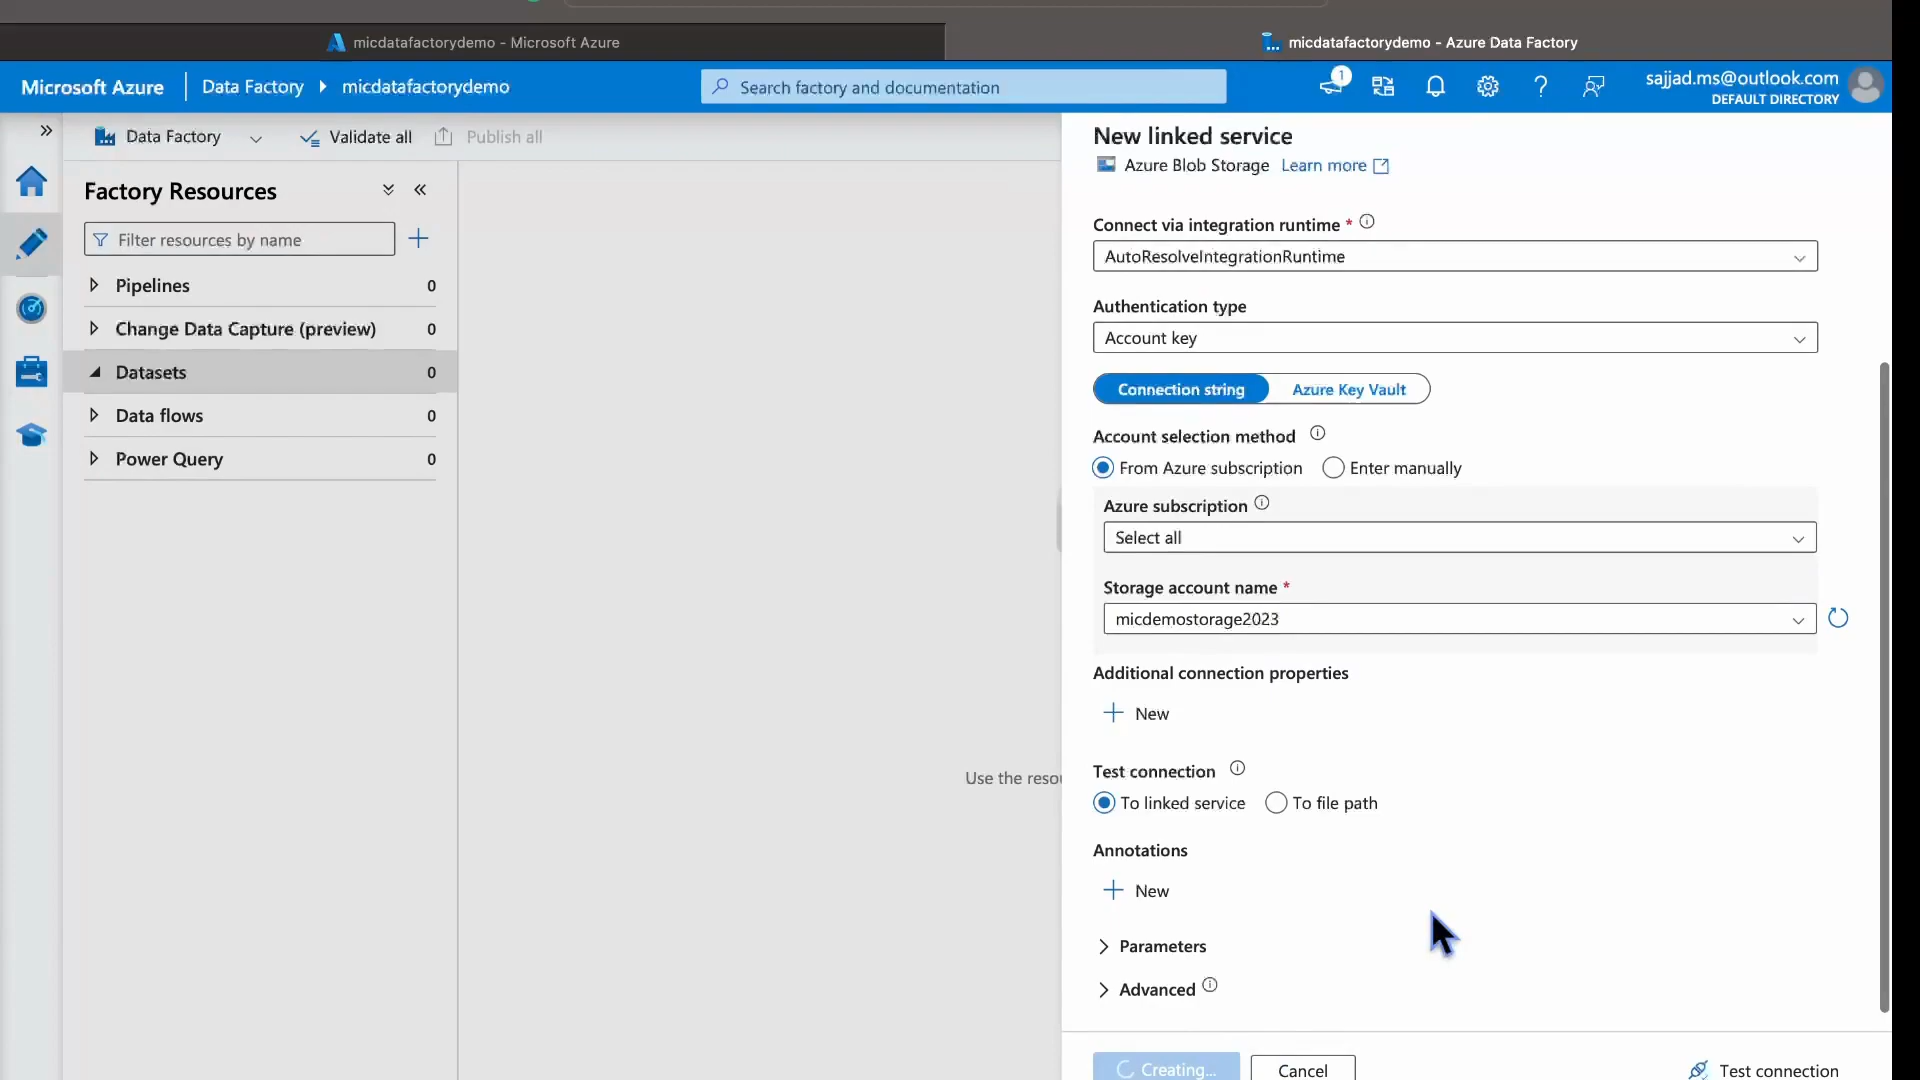 micdatafactorydemo - Microsoft Azure
micdatafactorydemo - Azure Data Factory
Microsoft Azure
Data Factory
micdatafactorydemo
Search factory and documentation
1
sajjad.ms@outlook.com
DEFAULT DIRECTORY
Data Factory
Validate all
Publish all
Factory Resources
Filter resources by name
Pipelines 0
Change Data Capture (preview) 0
Datasets 0
Data flows 0
Power Query 0
Use the resou
New linked service
Azure Blob Storage Learn more
Connect via integration runtime *
AutoResolveIntegrationRuntime
Authentication type
Account key
Connection string
Azure Key Vault
Account selection method
From Azure subscription
Enter manually
Azure subscription
Select all
Storage account name *
micdemostorage2023
Additional connection properties
New
Test connection
To linked service
To file path
Annotations
New
Parameters
Advanced
Creating...
Cancel
Test connection